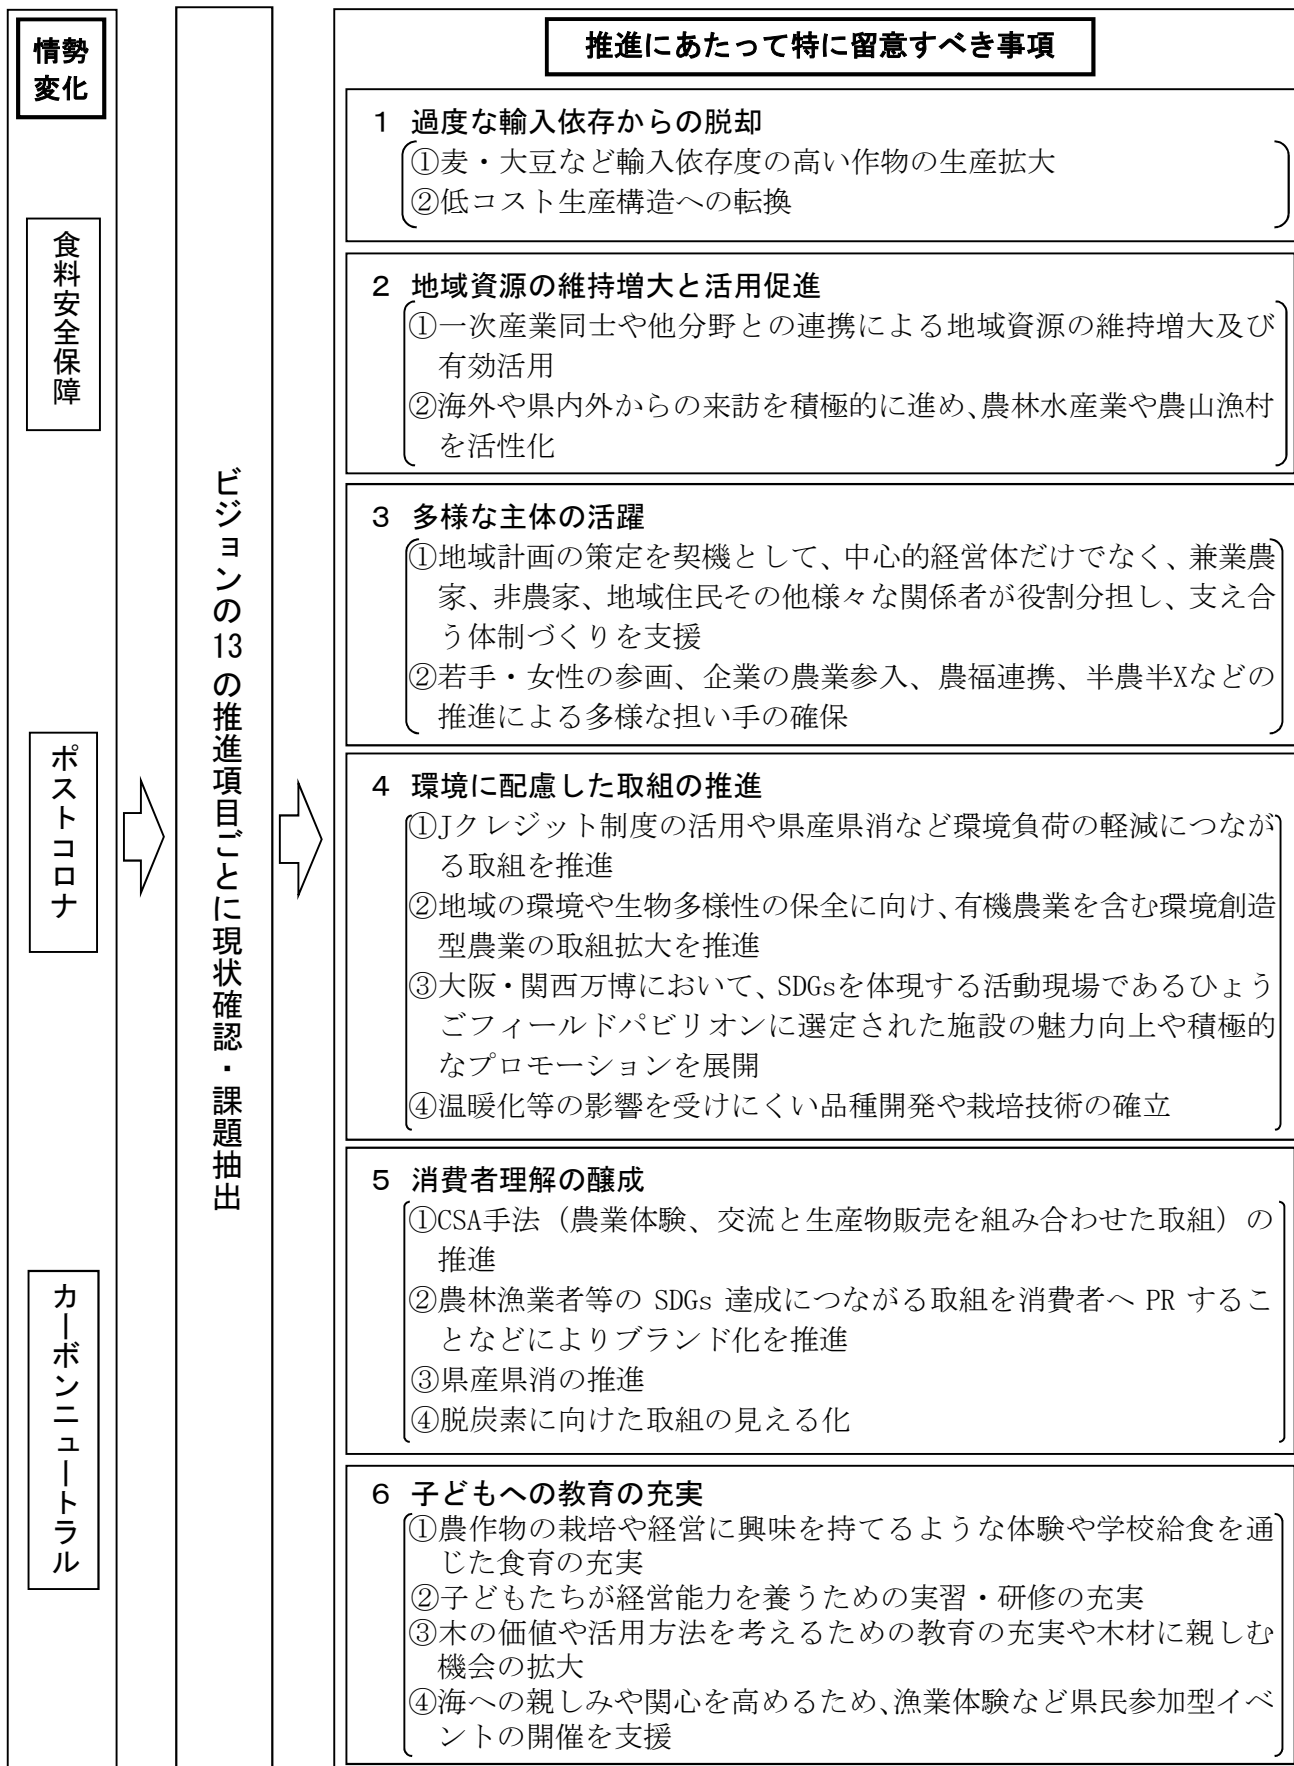 情勢
変化
食料安全保障
ポストコロナ
カーボンニュートラル
ビジョンの13の推進項目ごとに現状確認・課題抽出
推進にあたって特に留意すべき事項
1 過度な輸入依存からの脱却
①麦・大豆など輸入依存度の高い作物の生産拡大
②低コスト生産構造への転換
2 地域資源の維持増大と活用促進
①一次産業同士や他分野との連携による地域資源の維持増大及び
有効活用
②海外や県内外からの来訪を積極的に進め、農林水産業や農山漁村
を活性化
3 多様な主体の活躍
①地域計画の策定を契機として、中心的経営体だけでなく、兼業農
家、非農家、地域住民その他様々な関係者が役割分担し、支え合
う体制づくりを支援
②若手・女性の参画、企業の農業参入、農福連携、半農半Xなどの
推進による多様な担い手の確保
4 環境に配慮した取組の推進
①Jクレジット制度の活用や県産県消など環境負荷の軽減につなが
る取組を推進
②地域の環境や生物多様性の保全に向け、有機農業を含む環境創造
型農業の取組拡大を推進
③大阪・関西万博において、SDGsを体現する活動現場であるひょう
ごフィールドパビリオンに選定された施設の魅力向上や積極的
なプロモーションを展開
④温暖化等の影響を受けにくい品種開発や栽培技術の確立
5 消費者理解の醸成
①CSA手法（農業体験、交流と生産物販売を組み合わせた取組）の
推進
②農林漁業者等の SDGs 達成につながる取組を消費者へ PR するこ
となどによりブランド化を推進
③県産県消の推進
④脱炭素に向けた取組の見える化
6 子どもへの教育の充実
①農作物の栽培や経営に興味を持てるような体験や学校給食を通
じた食育の充実
②子どもたちが経営能力を養うための実習・研修の充実
③木の価値や活用方法を考えるための教育の充実や木材に親しむ
機会の拡大
④海への親しみや関心を高めるため、漁業体験など県民参加型イベ
ントの開催を支援